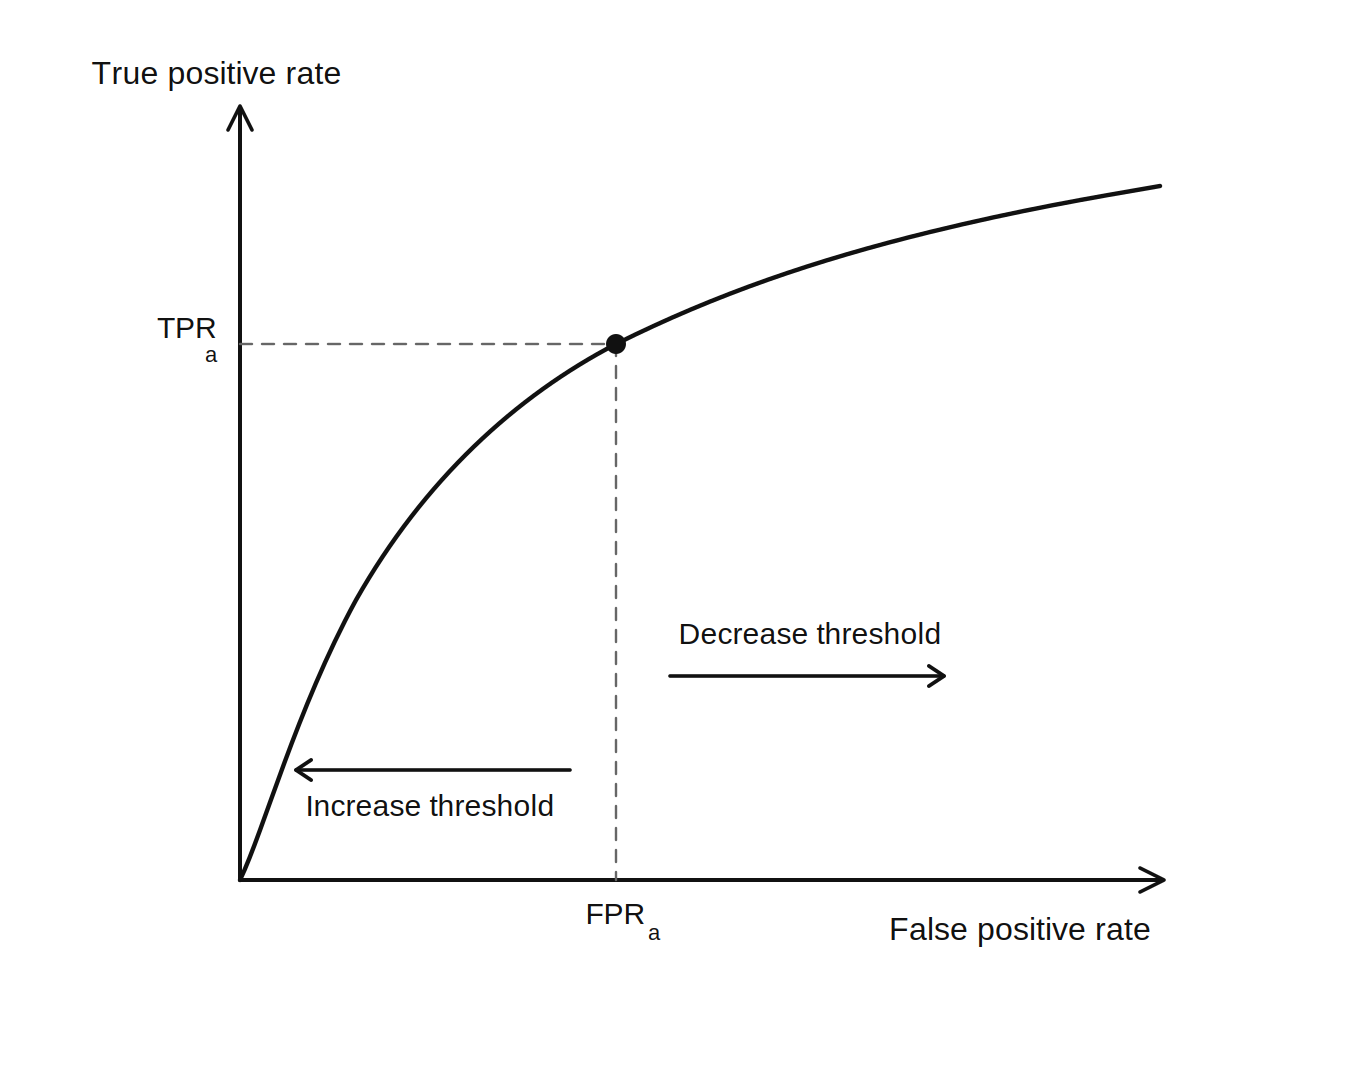 True positive rate
TPR
a
Decrease threshold
Increase threshold
FPR
a
False positive rate